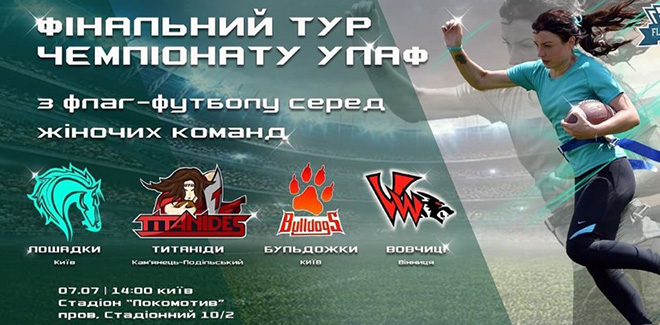 ФІНАЛЬНИЙ ТУР
ЧЕМПІОНАТУ УЛАФ
з флаг-футболу серед
жіночих команд
FL
TITANIDES
BullDogs
W
ЛОШАДКИ
ТИТАНІДИ
БУЛЬДОЖКИ
ВОВЧИЦІ
Київ
Кам'янець-Подільський
Київ
Вінниця
07.07 | 14:00 Київ
Стадіон "Локомотив"
пров, Стадіонний 10/2